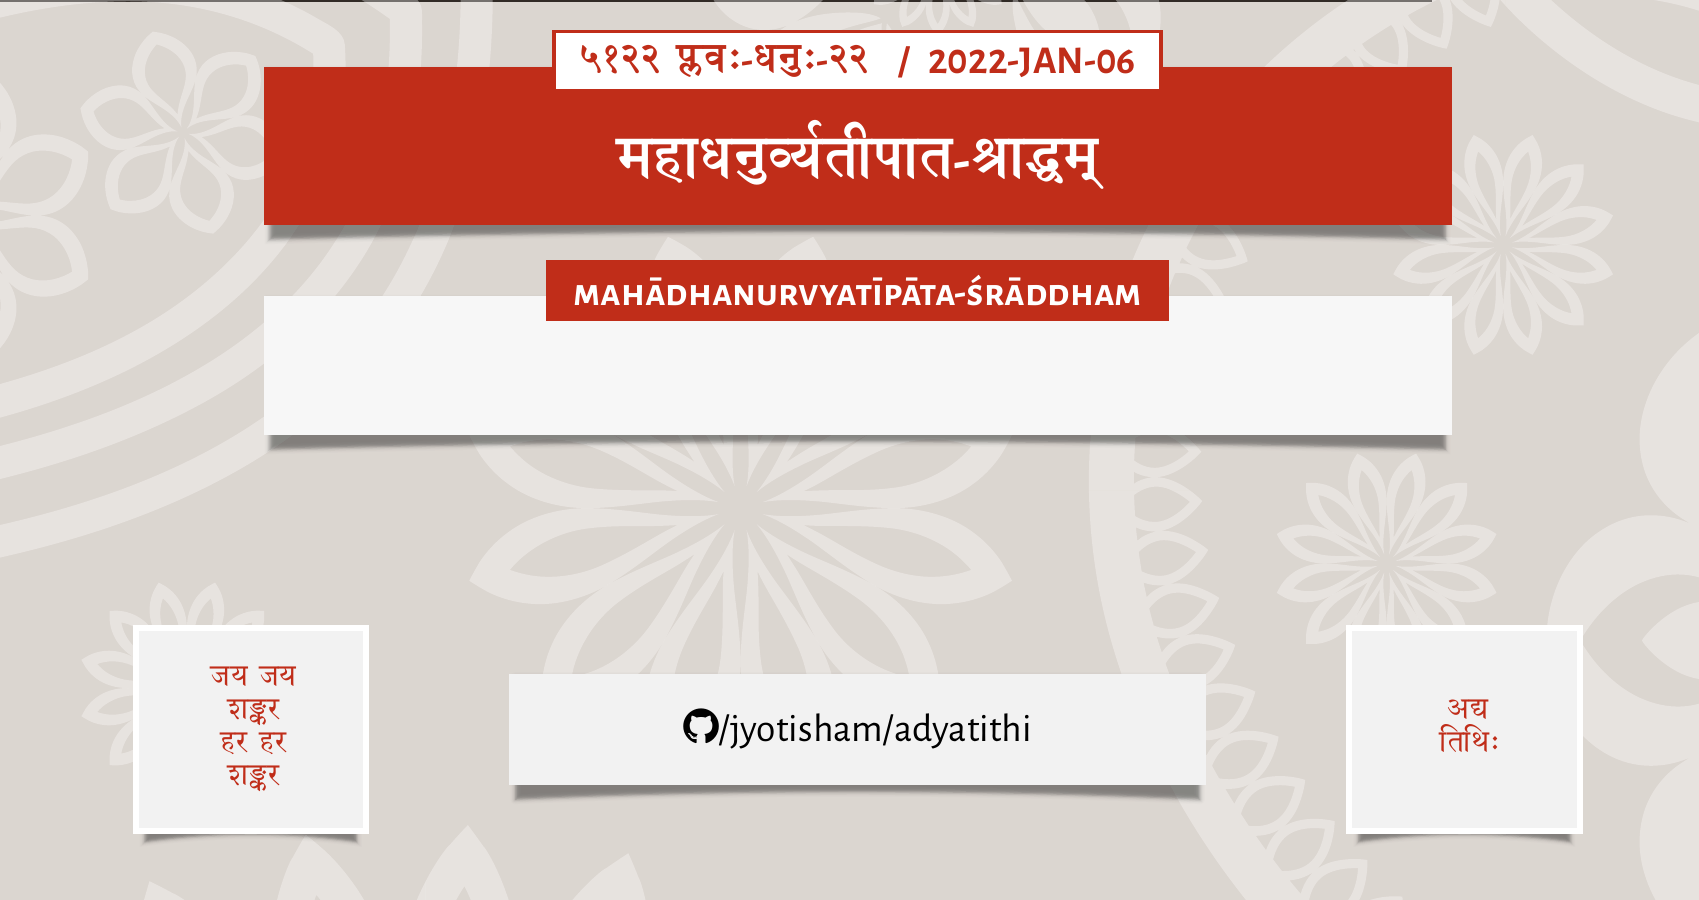 ५१२२ प्लवः-धनुः-२२ / 2022-JAN-06
महाधनुर्व्यतीपात-श्राद्धम्
MAHĀDHANURVYATĪPĀTA-ŚRĀDDHAM
जय जय
शङ्कर
हर हर
शङ्कर
/jyotisham/adyatithi
अद्य
तिथिः